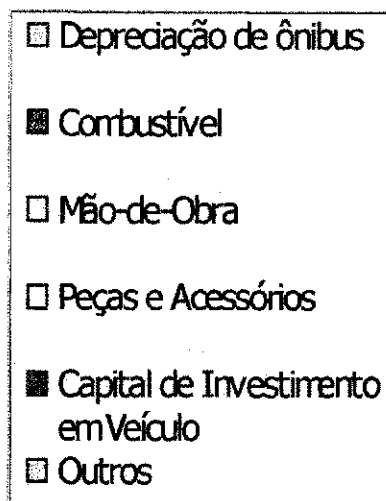 Depreciação de ônibus
Combustível
Mão-de-Obra
Peças e Acessórios
Capital de Investimento
em Veículo
Outros